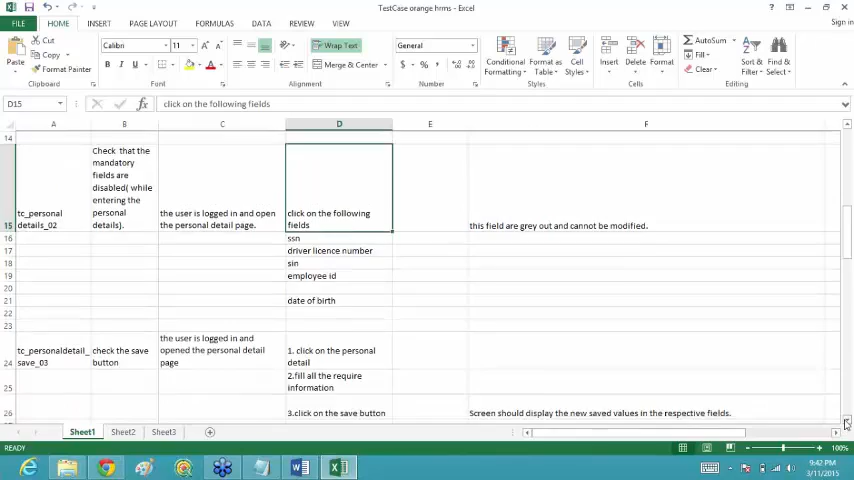 TestCase orange hrms - Excel
Sign in
FILE HOME INSERT PAGE LAYOUT FORMULAS DATA REVIEW VIEW
Cut
Copy
Format Painter
Paste
Clipboard
Calibri 11
B I U
Font
Wrap Text
Merge & Center
Alignment
General
$ % ,
Number
Conditional Formatting
Format as Table
Cell Styles
Styles
Insert Delete Format
Cells
AutoSum
Fill
Clear
Sort & Filter
Find & Select
Editing
D15 fx click on the following fields
A B C D E F
14
Check that the
mandatory
fields are
disabled( while
entering the
personal
details).
tc_personal
details_02
the user is logged in and open
the personal detail page.
click on the following
fields
this field are grey out and cannot be modified.
15
16 ssn
17 driver licence number
18 sin
19 employee id
20
21 date of birth
22
23
tc_personaldetail_
save_03
check the save
button
the user is logged in and
opened the personal detail
page
1. click on the personal
detail
24
2.fill all the require
information
25
26 3.click on the save button Screen should display the new saved values in the respective fields.
Sheet1 Sheet2 Sheet3
READY 100%
9:42 PM
3/11/2015